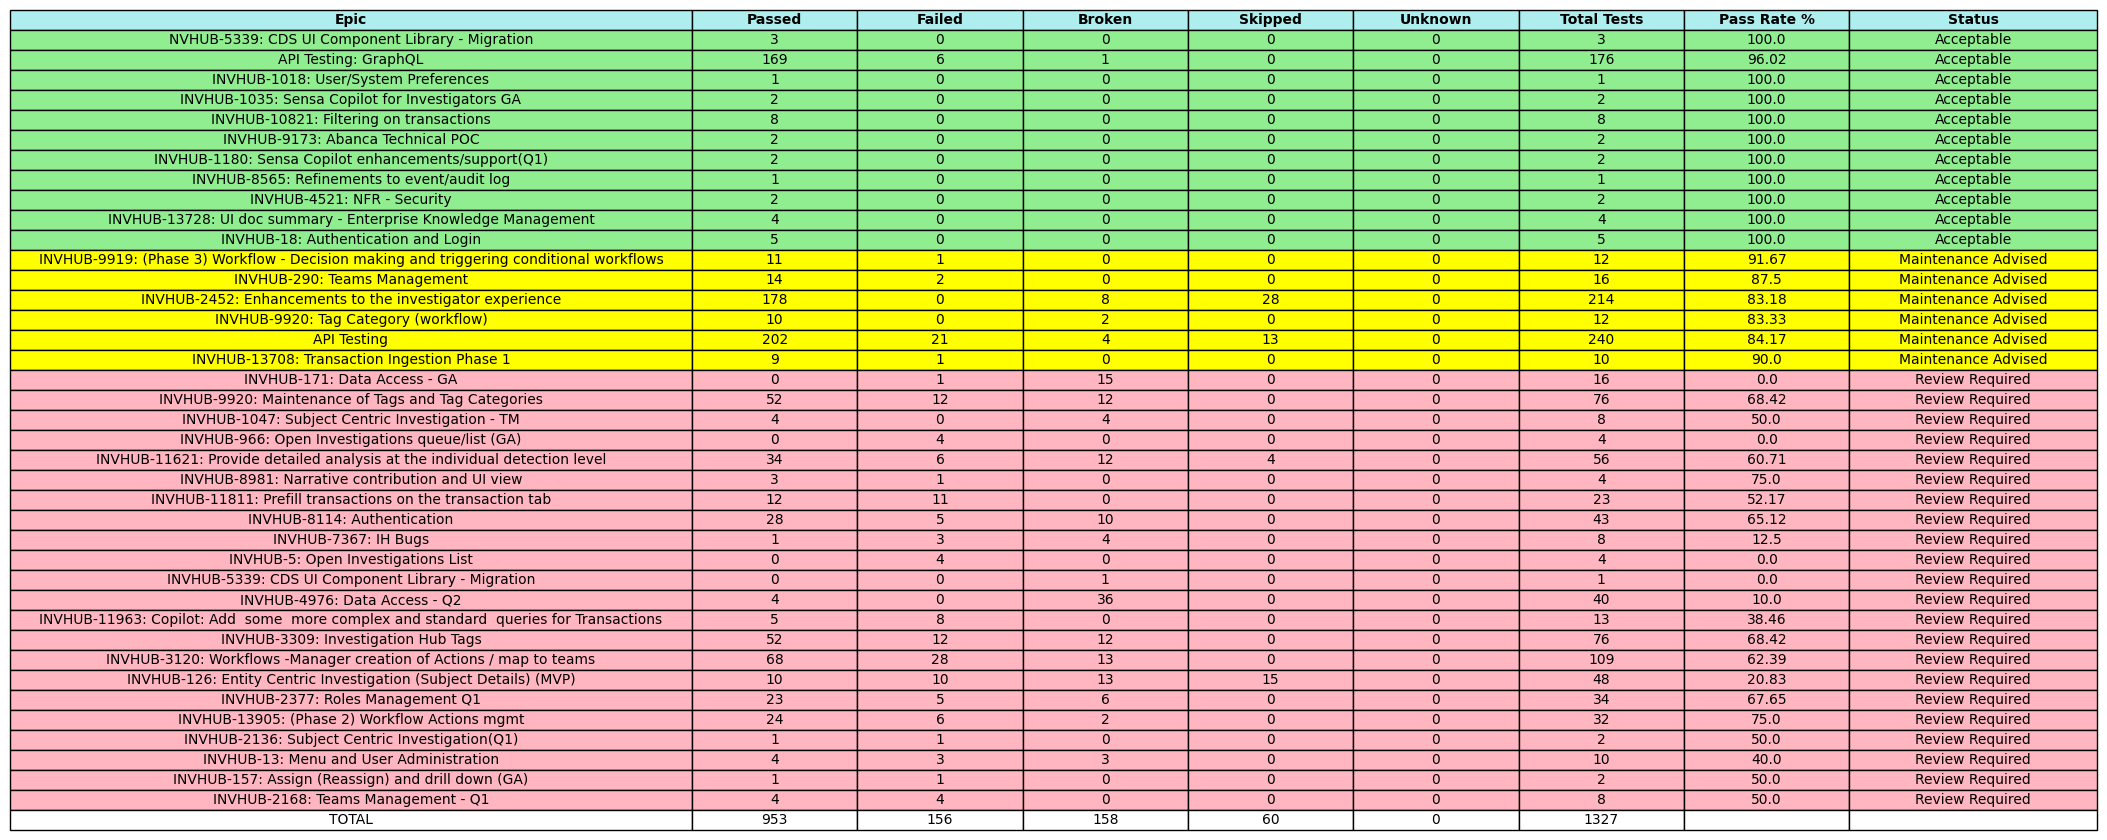 Epic Passed Failed Broken Skipped Unknown Total Tests Pass Rate % Status
NVHUB-5339: CDS UI Component Library - Migration 3 0 0 0 0 3 100.0 Acceptable
API Testing: GraphQL 169 6 1 0 0 176 96.02 Acceptable
INVHUB-1018: User/System Preferences 1 0 0 0 0 1 100.0 Acceptable
INVHUB-1035: Sensa Copilot for Investigators GA 2 0 0 0 0 2 100.0 Acceptable
INVHUB-10821: Filtering on transactions 8 0 0 0 0 8 100.0 Acceptable
INVHUB-9173: Abanca Technical POC 2 0 0 0 0 2 100.0 Acceptable
INVHUB-1180: Sensa Copilot enhancements/support(Q1) 2 0 0 0 0 2 100.0 Acceptable
INVHUB-8565: Refinements to event/audit log 1 0 0 0 0 1 100.0 Acceptable
INVHUB-4521: NFR - Security 2 0 0 0 0 2 100.0 Acceptable
INVHUB-13728: UI doc summary - Enterprise Knowledge Management 4 0 0 0 0 4 100.0 Acceptable
INVHUB-18: Authentication and Login 5 0 0 0 0 5 100.0 Acceptable
INVHUB-9919: (Phase 3) Workflow - Decision making and triggering conditional workflows 11 1 0 0 0 12 91.67 Maintenance Advised
INVHUB-290: Teams Management 14 2 0 0 0 16 87.5 Maintenance Advised
INVHUB-2452: Enhancements to the investigator experience 178 0 8 28 0 214 83.18 Maintenance Advised
INVHUB-9920: Tag Category (workflow) 10 0 2 0 0 12 83.33 Maintenance Advised
API Testing 202 21 4 13 0 240 84.17 Maintenance Advised
INVHUB-13708: Transaction Ingestion Phase 1 9 1 0 0 0 10 90.0 Maintenance Advised
INVHUB-171: Data Access - GA 0 1 15 0 0 16 0.0 Review Required
INVHUB-9920: Maintenance of Tags and Tag Categories 52 12 12 0 0 76 68.42 Review Required
INVHUB-1047: Subject Centric Investigation - TM 4 0 4 0 0 8 50.0 Review Required
INVHUB-966: Open Investigations queue/list (GA) 0 4 0 0 0 4 0.0 Review Required
INVHUB-11621: Provide detailed analysis at the individual detection level 34 6 12 4 0 56 60.71 Review Required
INVHUB-8981: Narrative contribution and UI view 3 1 0 0 0 4 75.0 Review Required
INVHUB-11811: Prefill transactions on the transaction tab 12 11 0 0 0 23 52.17 Review Required
INVHUB-8114: Authentication 28 5 10 0 0 43 65.12 Review Required
INVHUB-7367: IH Bugs 1 3 4 0 0 8 12.5 Review Required
INVHUB-5: Open Investigations List 0 4 0 0 0 4 0.0 Review Required
INVHUB-5339: CDS UI Component Library - Migration 0 0 1 0 0 1 0.0 Review Required
INVHUB-4976: Data Access - Q2 4 0 36 0 0 40 10.0 Review Required
INVHUB-11963: Copilot: Add  some  more complex and standard  queries for Transactions 5 8 0 0 0 13 38.46 Review Required
INVHUB-3309: Investigation Hub Tags 52 12 12 0 0 76 68.42 Review Required
INVHUB-3120: Workflows -Manager creation of Actions / map to teams 68 28 13 0 0 109 62.39 Review Required
INVHUB-126: Entity Centric Investigation (Subject Details) (MVP) 10 10 13 15 0 48 20.83 Review Required
INVHUB-2377: Roles Management Q1 23 5 6 0 0 34 67.65 Review Required
INVHUB-13905: (Phase 2) Workflow Actions mgmt 24 6 2 0 0 32 75.0 Review Required
INVHUB-2136: Subject Centric Investigation(Q1) 1 1 0 0 0 2 50.0 Review Required
INVHUB-13: Menu and User Administration 4 3 3 0 0 10 40.0 Review Required
INVHUB-157: Assign (Reassign) and drill down (GA) 1 1 0 0 0 2 50.0 Review Required
INVHUB-2168: Teams Management - Q1 4 4 0 0 0 8 50.0 Review Required
TOTAL 953 156 158 60 0 1327